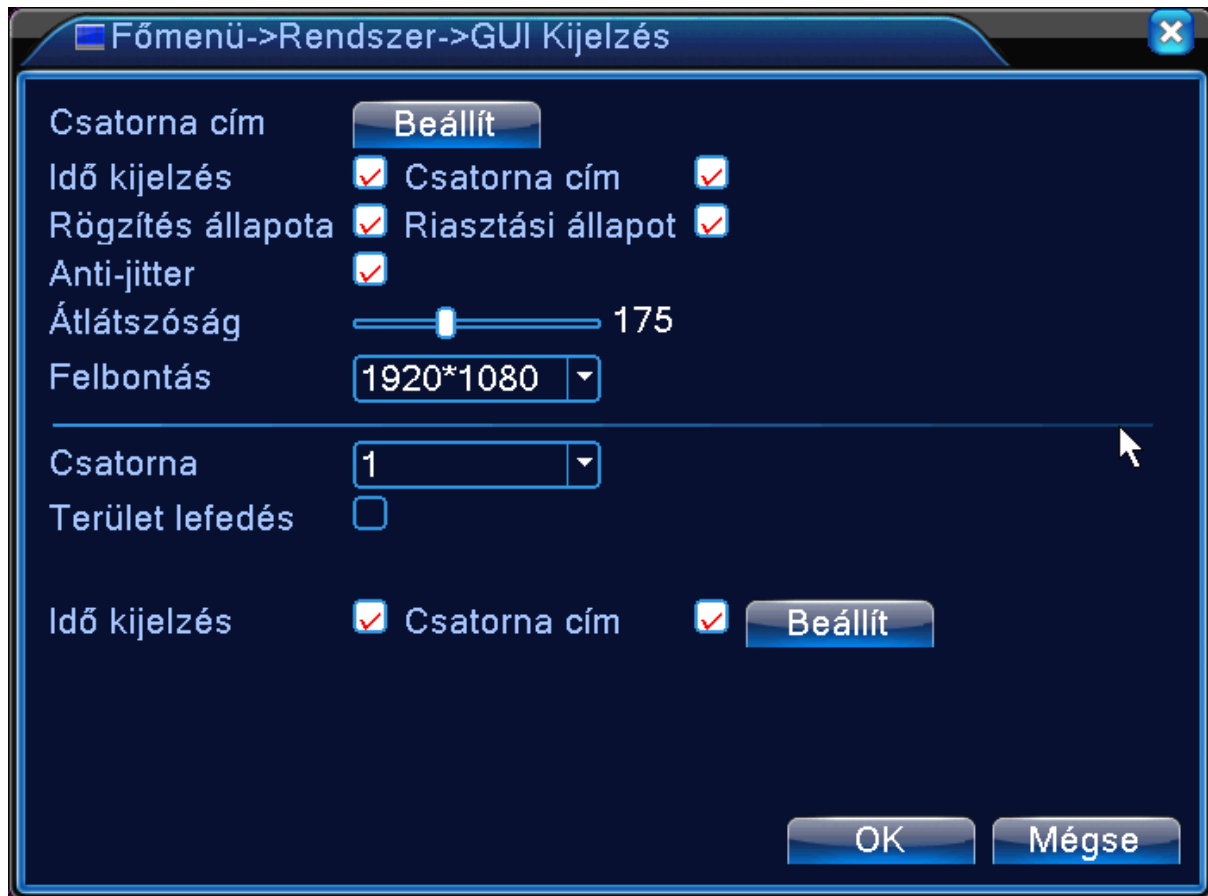 Főmenü->Rendszer->GUI Kijelzés
Csatorna cím Beállít
Idő kijelzés Csatorna cím
Rögzítés állapota Riasztási állapot
Anti-jitter
Átlátszóság 175
Felbontás 1920*1080
Csatorna 1
Terület lefedés
Idő kijelzés Csatorna cím Beállít
OK Mégse